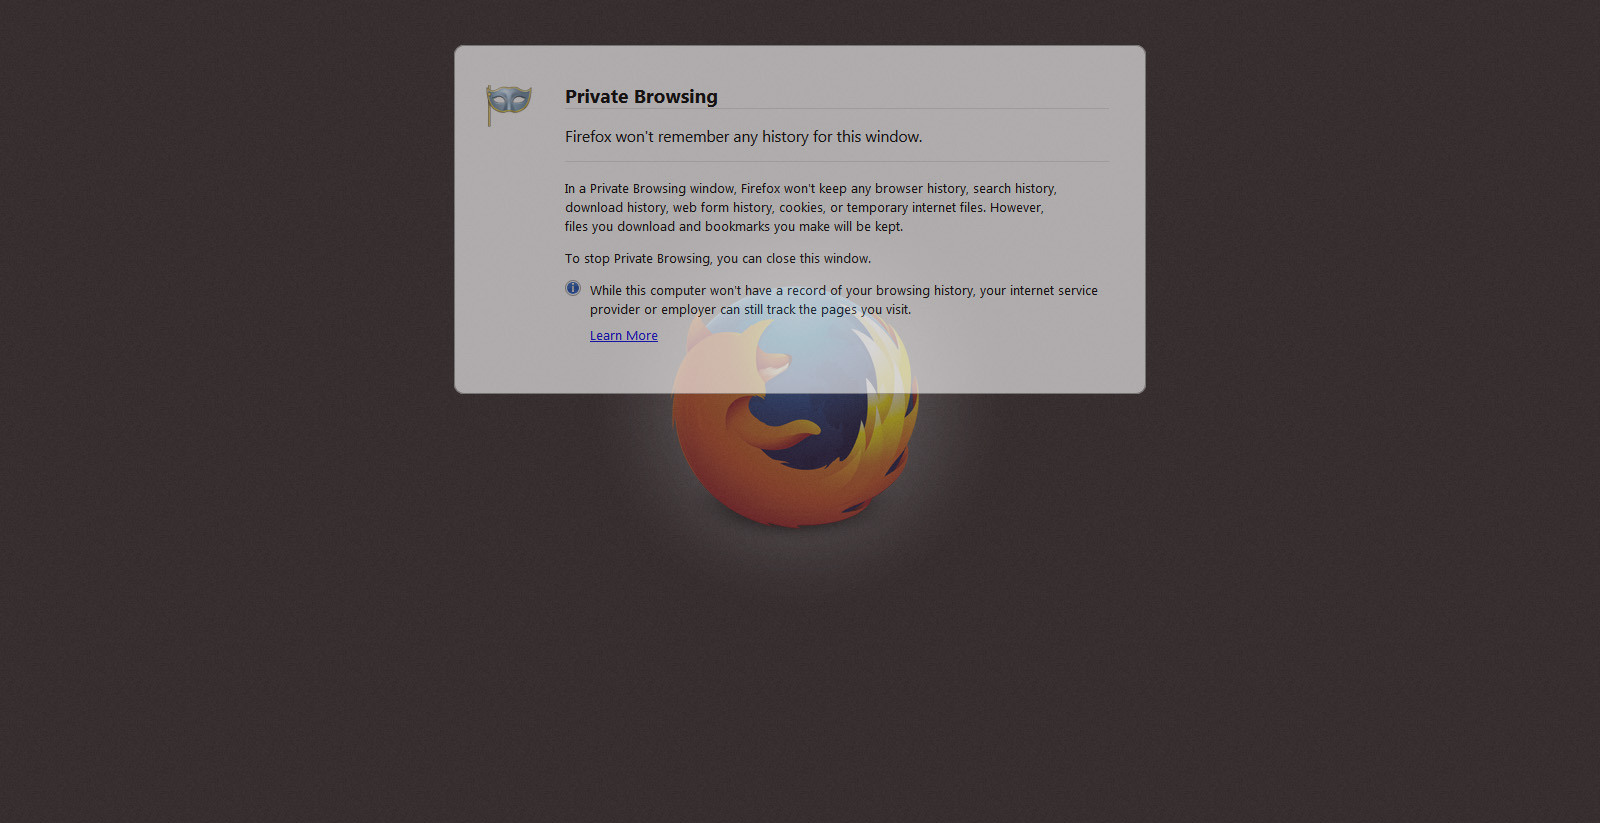 Private Browsing
Firefox won't remember any history for this window.
In a Private Browsing window, Firefox won't keep any browser history, search history,
download history, web form history, cookies, or temporary internet files. However,
files you download and bookmarks you make will be kept.
To stop Private Browsing, you can close this window.
While this computer won't have a record of your browsing history, your internet service
provider or employer can still track the pages you visit.
Learn More